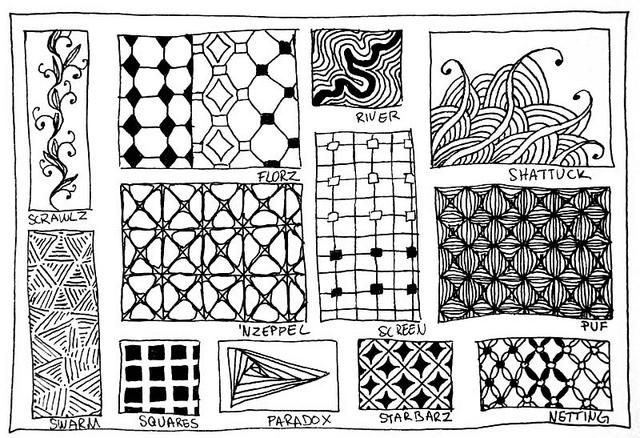 RIVER
FLORZ
SHATTUCK
SCRAWLZ
'NZEPPEL
SCREEN
PUF
SWARM
SQUARES
PARADOX
STARBARZ
NETTING